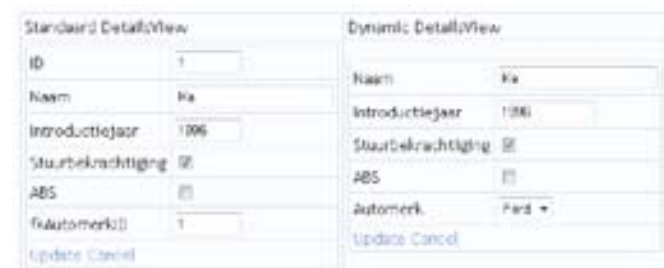 Standaard DetailsView
ID 1
Naam Ka
Introductiejaar 1996
Stuurbekrachtiging
ABS
fkAutomerkID 1
Update Cancel
Dynamic DetailsView
Naam Ka
Introductiejaar 1996
Stuurbekrachtiging
ABS
Automerk Ford
Update Cancel